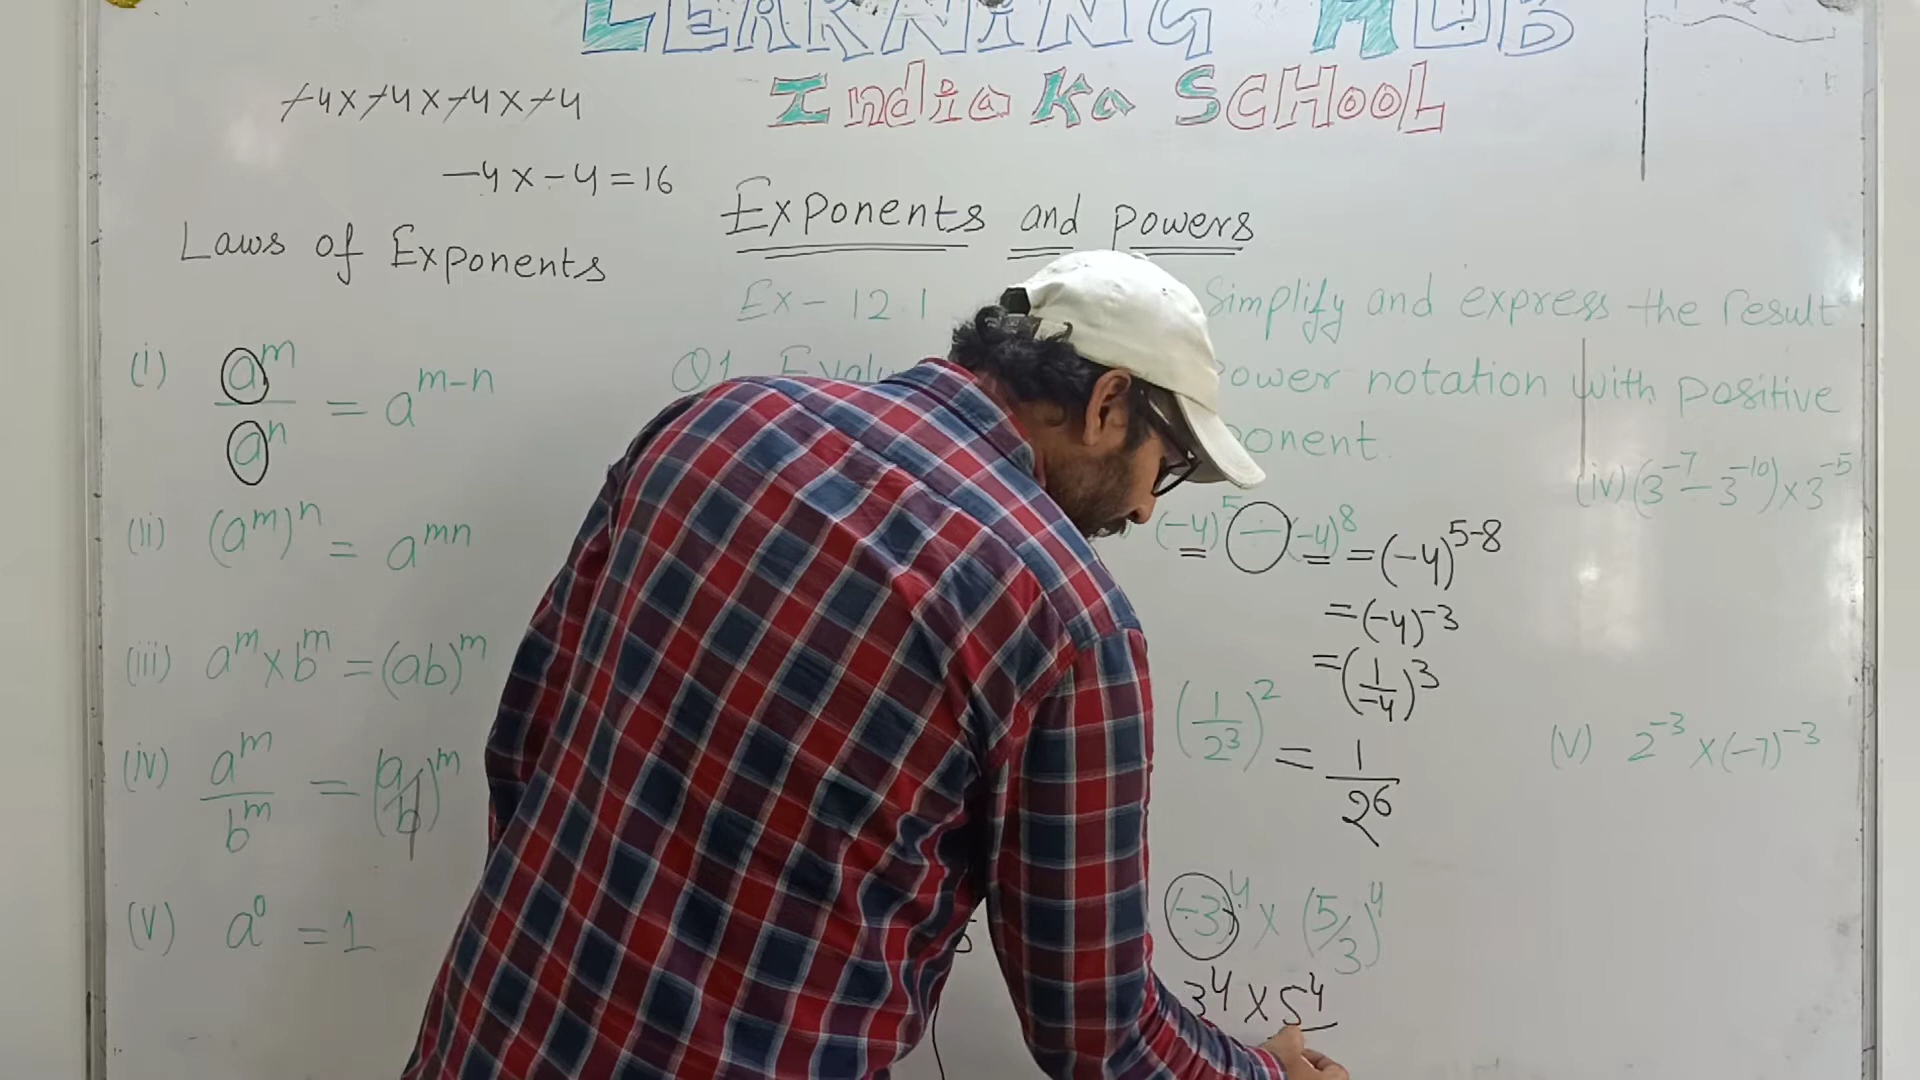 LEARNING HUB
India Ka SCHOOL
-4x-4x-4x-4
-4x-4=16
Exponents and powers
Laws of Exponents
Ex-12.1
Simplify and express the result
Q1. Evalu
power notation with positive
ponent.
(i) a^m / a^n = a^(m-n)
(ii) (a^m)^n = a^(mn)
(iii) a^m x b^m = (ab)^m
(iv) a^m / b^m = (a/b)^m
(v) a^0 = 1
(-4)^5 ÷ (-4)^8 = (-4)^(5-8)
= (-4)^-3
= (1/-4)^3
(1/2^3)^2 = 1/2^6
(-3)^4 x (5/3)^4
3^4 x 5^4
(iv) (3^-7 ÷ 3^-10) x 3^-5
(v) 2^-3 x (-7)^-3